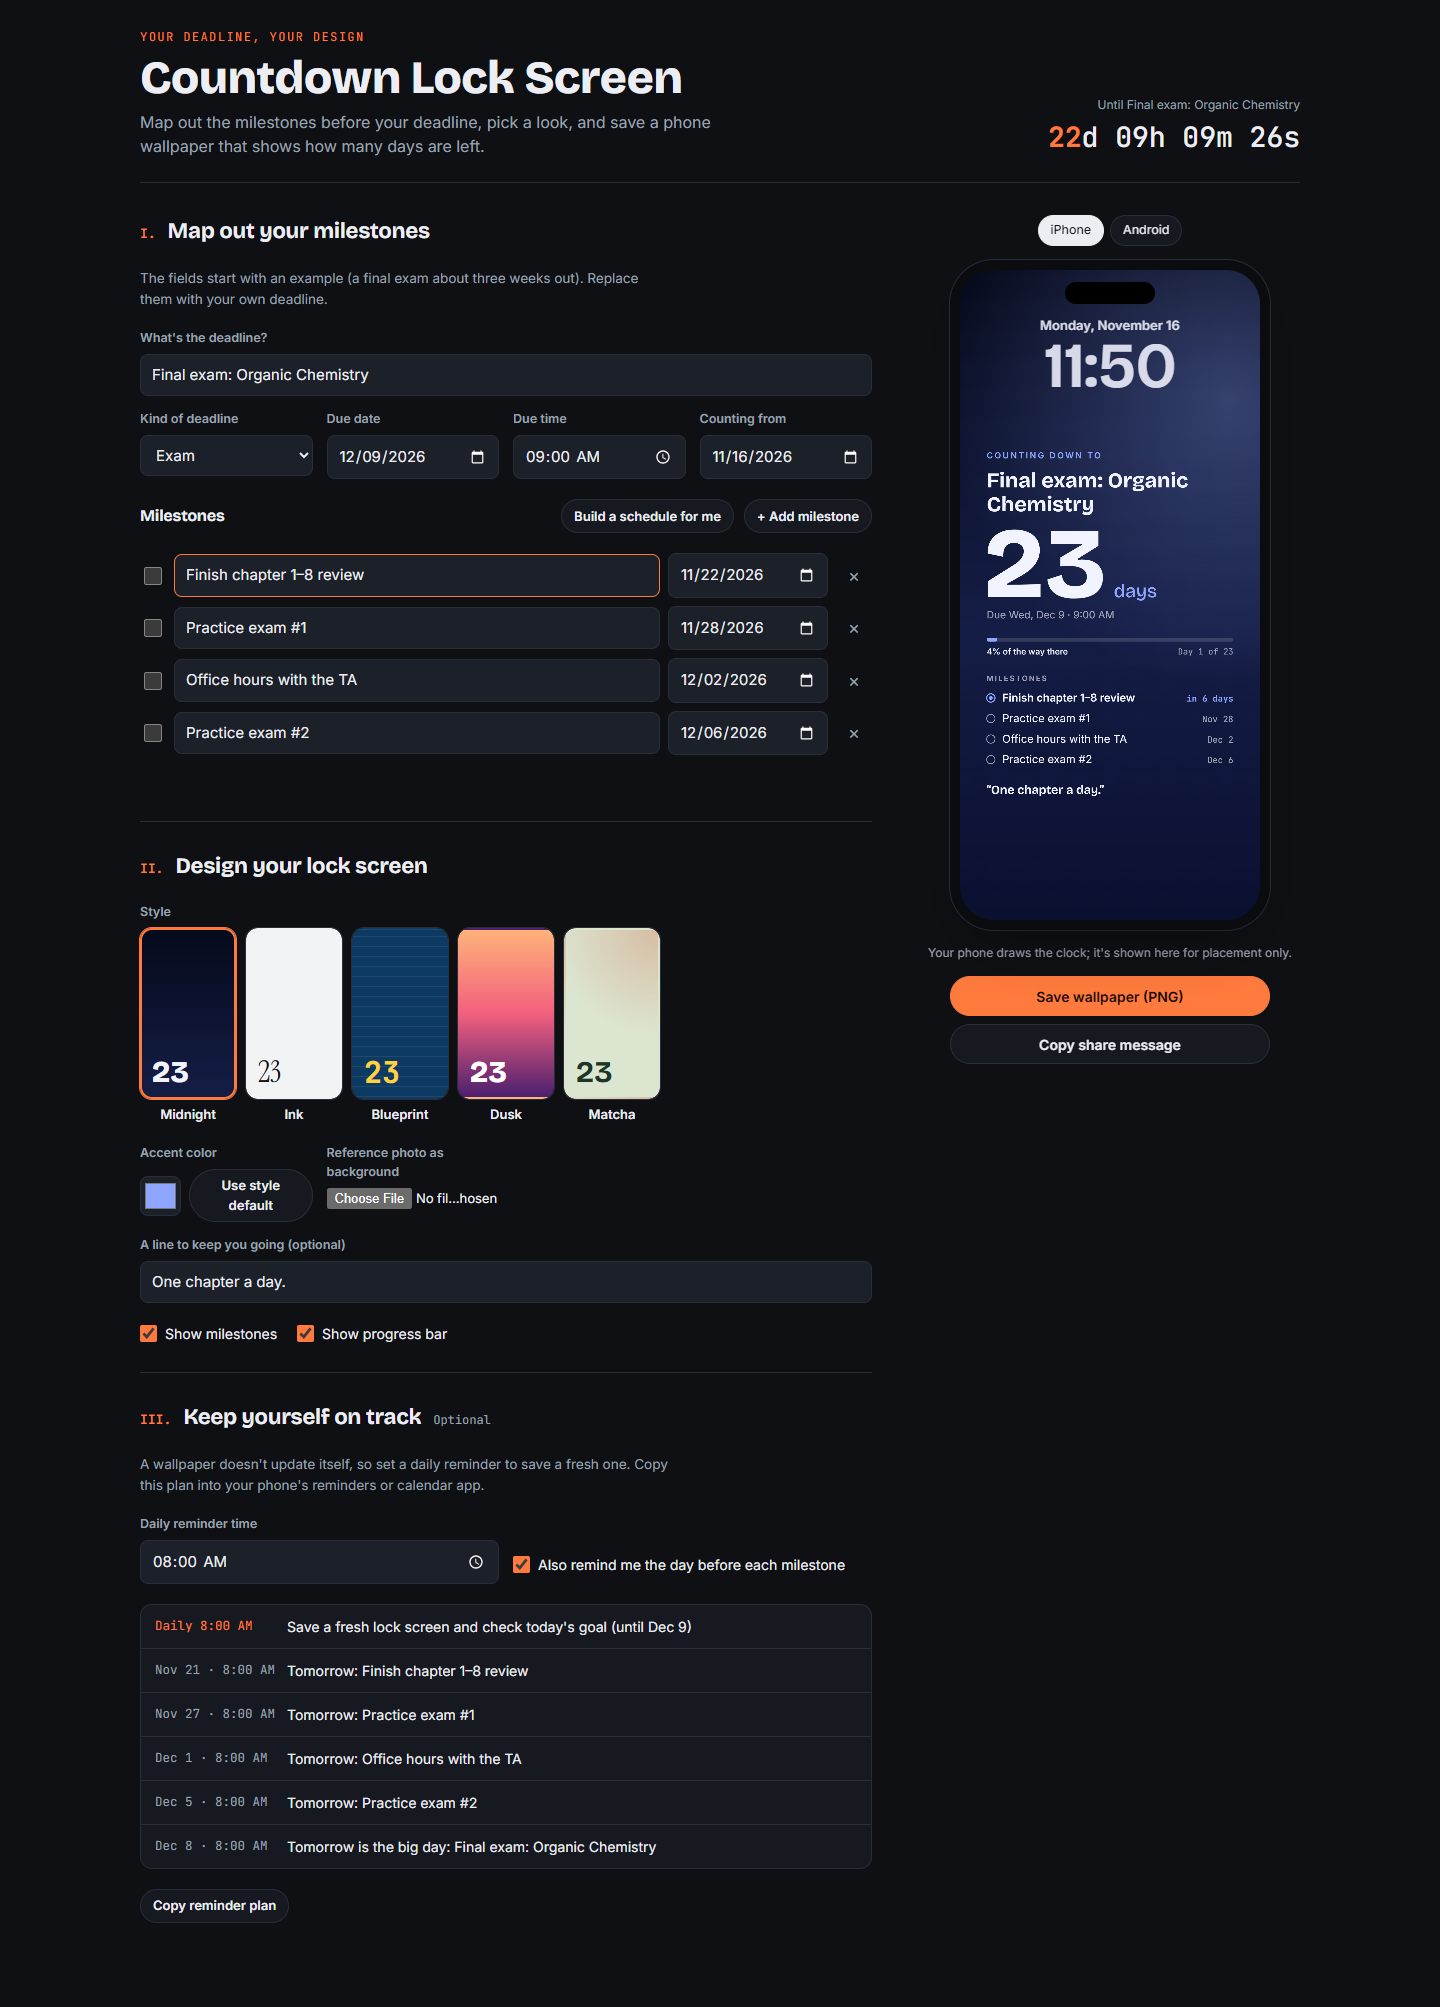 YOUR DEADLINE, YOUR DESIGN
Countdown Lock Screen
Map out the milestones before your deadline, pick a look, and save a phone
wallpaper that shows how many days are left.
Until Final exam: Organic Chemistry
22d 09h 09m 26s
I. Map out your milestones
The fields start with an example (a final exam about three weeks out). Replace
them with your own deadline.
What's the deadline?
Final exam: Organic Chemistry
Kind of deadline Due date Due time Counting from
Exam 12/09/2026 09:00 AM 11/16/2026
Milestones Build a schedule for me + Add milestone
Finish chapter 1–8 review 11/22/2026 ×
Practice exam #1 11/28/2026 ×
Office hours with the TA 12/02/2026 ×
Practice exam #2 12/06/2026 ×
II. Design your lock screen
Style
23 23 23 23 23
Midnight Ink Blueprint Dusk Matcha
Accent color
Use style
default
Reference photo as
background
Choose File No fil...hosen
A line to keep you going (optional)
One chapter a day.
Show milestones Show progress bar
III. Keep yourself on track Optional
A wallpaper doesn't update itself, so set a daily reminder to save a fresh one. Copy
this plan into your phone's reminders or calendar app.
Daily reminder time
08:00 AM Also remind me the day before each milestone
Daily 8:00 AM Save a fresh lock screen and check today's goal (until Dec 9)
Nov 21 · 8:00 AM Tomorrow: Finish chapter 1–8 review
Nov 27 · 8:00 AM Tomorrow: Practice exam #1
Dec 1 · 8:00 AM Tomorrow: Office hours with the TA
Dec 5 · 8:00 AM Tomorrow: Practice exam #2
Dec 8 · 8:00 AM Tomorrow is the big day: Final exam: Organic Chemistry
Copy reminder plan
iPhone Android
Monday, November 16
11:50
COUNTING DOWN TO
Final exam: Organic
Chemistry
23 days
Due Wed, Dec 9 · 9:00 AM
4% of the way there Day 1 of 23
MILESTONES
Finish chapter 1–8 review in 6 days
Practice exam #1 Nov 28
Office hours with the TA Dec 2
Practice exam #2 Dec 6
“One chapter a day.”
Your phone draws the clock; it's shown here for placement only.
Save wallpaper (PNG)
Copy share message